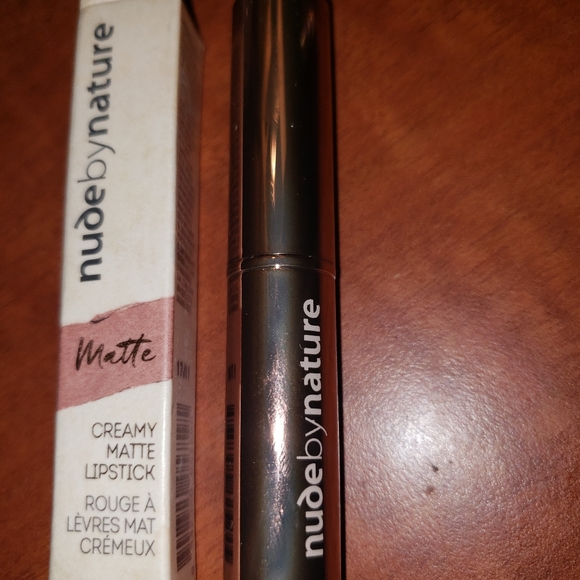 nudebynature
Matte
CREAMY
MATTE
LIPSTICK
ROUGE À
LÈVRES MAT
CRÉMEUX
nudebynature